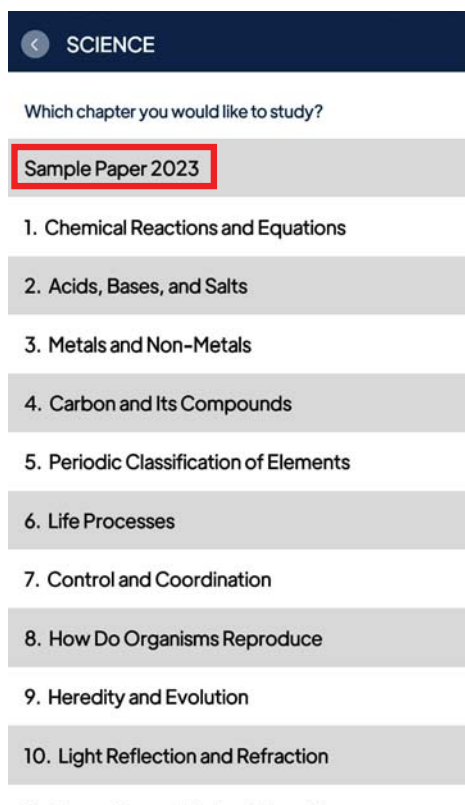 SCIENCE
Which chapter you would like to study?
Sample Paper 2023
1. Chemical Reactions and Equations
2. Acids, Bases, and Salts
3. Metals and Non-Metals
4. Carbon and Its Compounds
5. Periodic Classification of Elements
6. Life Processes
7. Control and Coordination
8. How Do Organisms Reproduce
9. Heredity and Evolution
10. Light Reflection and Refraction